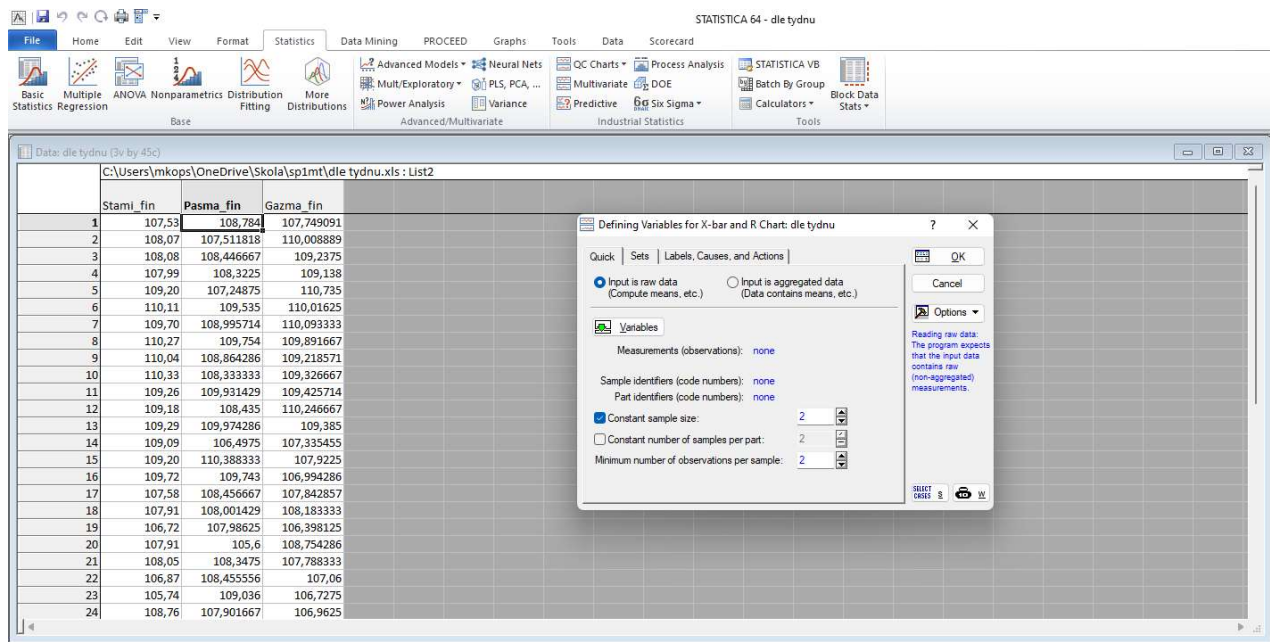 STATISTICA 64 - dle tydnu
File Home Edit View Format Statistics Data Mining PROCEED Graphs Tools Data Scorecard
Basic Statistics
Multiple Regression
ANOVA
Nonparametrics
Distribution Fitting
More Distributions
Base
Advanced Models
Neural Nets
Mult/Exploratory
PLS, PCA, ...
Power Analysis
Variance
Advanced/Multivariate
QC Charts
Process Analysis
Multivariate
DOE
Predictive
Six Sigma
Industrial Statistics
STATISTICA VB
Batch By Group
Calculators
Block Data Stats
Tools
Data: dle tydnu (3v by 45c)
C:\Users\mkops\OneDrive\Skola\sp1mt\dle tydnu.xls : List2
Stami_fin Pasma_fin Gazma_fin
1 107,53 108,784 107,749091
2 108,07 107,511818 110,008889
3 108,08 108,446667 109,2375
4 107,99 108,3225 109,138
5 109,20 107,24875 110,735
6 110,11 109,535 110,01625
7 109,70 108,995714 110,093333
8 110,27 109,754 109,891667
9 110,04 108,864286 109,218571
10 110,33 108,333333 109,326667
11 109,26 109,931429 109,425714
12 109,18 108,435 110,246667
13 109,29 109,974286 109,385
14 109,09 106,4975 107,335455
15 109,20 110,388333 107,9225
16 109,72 109,743 106,994286
17 107,58 108,456667 107,842857
18 107,91 108,001429 108,183333
19 106,72 107,98625 106,398125
20 107,91 105,6 108,754286
21 108,05 108,3475 107,788333
22 106,87 108,455556 107,06
23 105,74 109,036 106,7275
24 108,76 107,901667 106,9625
Defining Variables for X-bar and R Chart: dle tydnu ? X
Quick Sets Labels, Causes, and Actions
Input is raw data
(Compute means, etc.)
Input is aggregated data
(Data contains means, etc.)
Variables
Measurements (observations): none
Sample identifiers (code numbers): none
Part identifiers (code numbers): none
Constant sample size: 2
Constant number of samples per part: 2
Minimum number of observations per sample: 2
OK
Cancel
Options
Reading raw data:
The program expects
that the input data
contains raw
(non-aggregated)
measurements.
SELECT CASES S
W